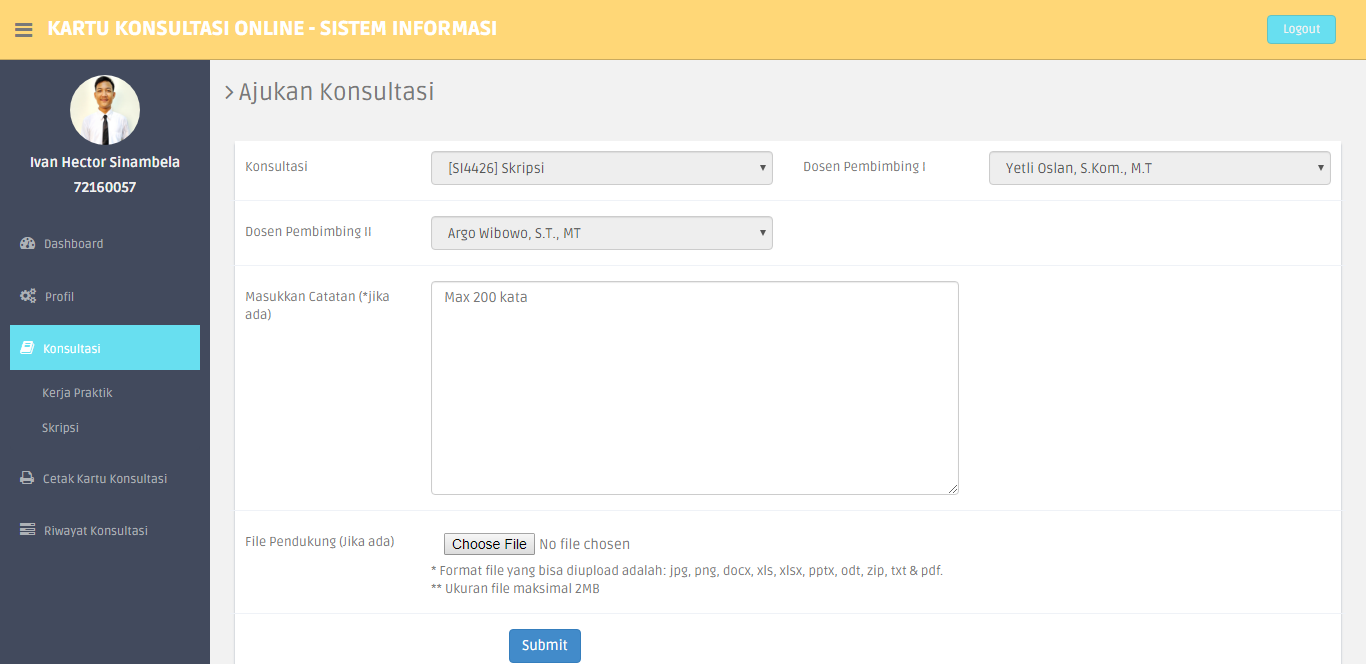 KARTU KONSULTASI ONLINE - SISTEM INFORMASI
Logout
Ivan Hector Sinambela
72160057
Dashboard
Profil
Konsultasi
Kerja Praktik
Skripsi
Cetak Kartu Konsultasi
Riwayat Konsultasi
> Ajukan Konsultasi
Konsultasi
[SI4426] Skripsi
Dosen Pembimbing I
Yetli Oslan, S.Kom., M.T
Dosen Pembimbing II
Argo Wibowo, S.T., MT
Masukkan Catatan (*jika
ada)
Max 200 kata
File Pendukung (Jika ada)
Choose File No file chosen
* Format file yang bisa diupload adalah: jpg, png, docx, xls, xlsx, pptx, odt, zip, txt & pdf.
** Ukuran file maksimal 2MB
Submit